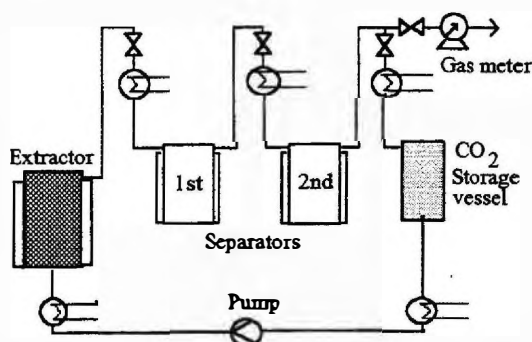 Gas meter
Extractor
1st
2nd
CO₂
Storage
vessel
Separators
Pump